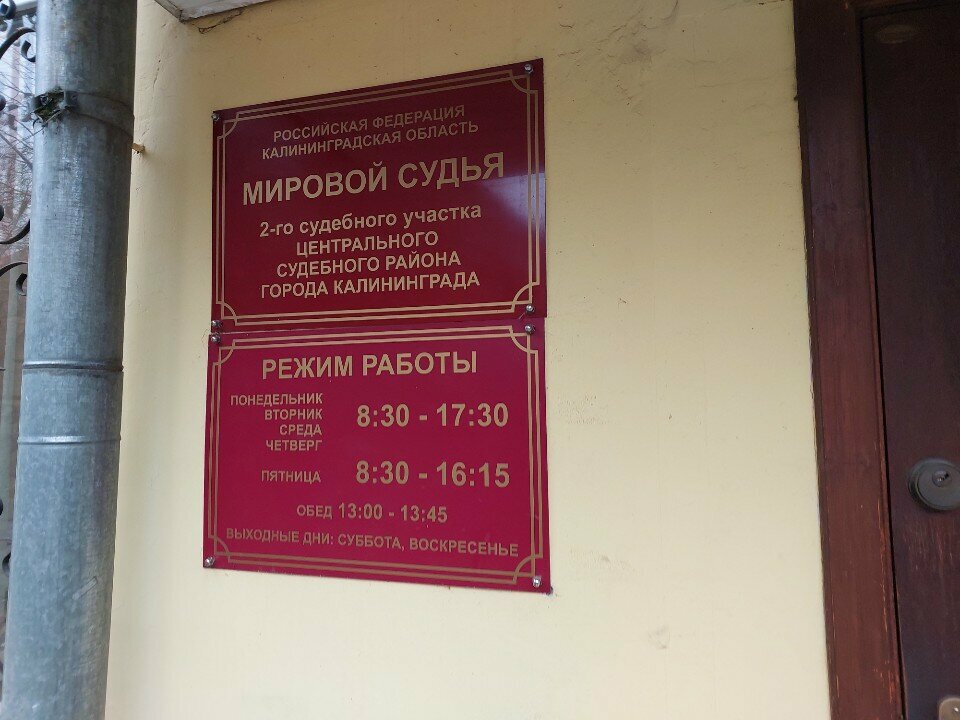 РОССИЙСКАЯ ФЕДЕРАЦИЯ
КАЛИНИНГРАДСКАЯ ОБЛАСТЬ
МИРОВОЙ СУДЬЯ
2-го судебного участка
ЦЕНТРАЛЬНОГО
СУДЕБНОГО РАЙОНА
ГОРОДА КАЛИНИНГРАДА
РЕЖИМ РАБОТЫ
ПОНЕДЕЛЬНИК
ВТОРНИК
СРЕДА
ЧЕТВЕРГ
8:30 - 17:30
ПЯТНИЦА 8:30 - 16:15
ОБЕД 13:00 - 13:45
ВЫХОДНЫЕ ДНИ: СУББОТА, ВОСКРЕСЕНЬЕ